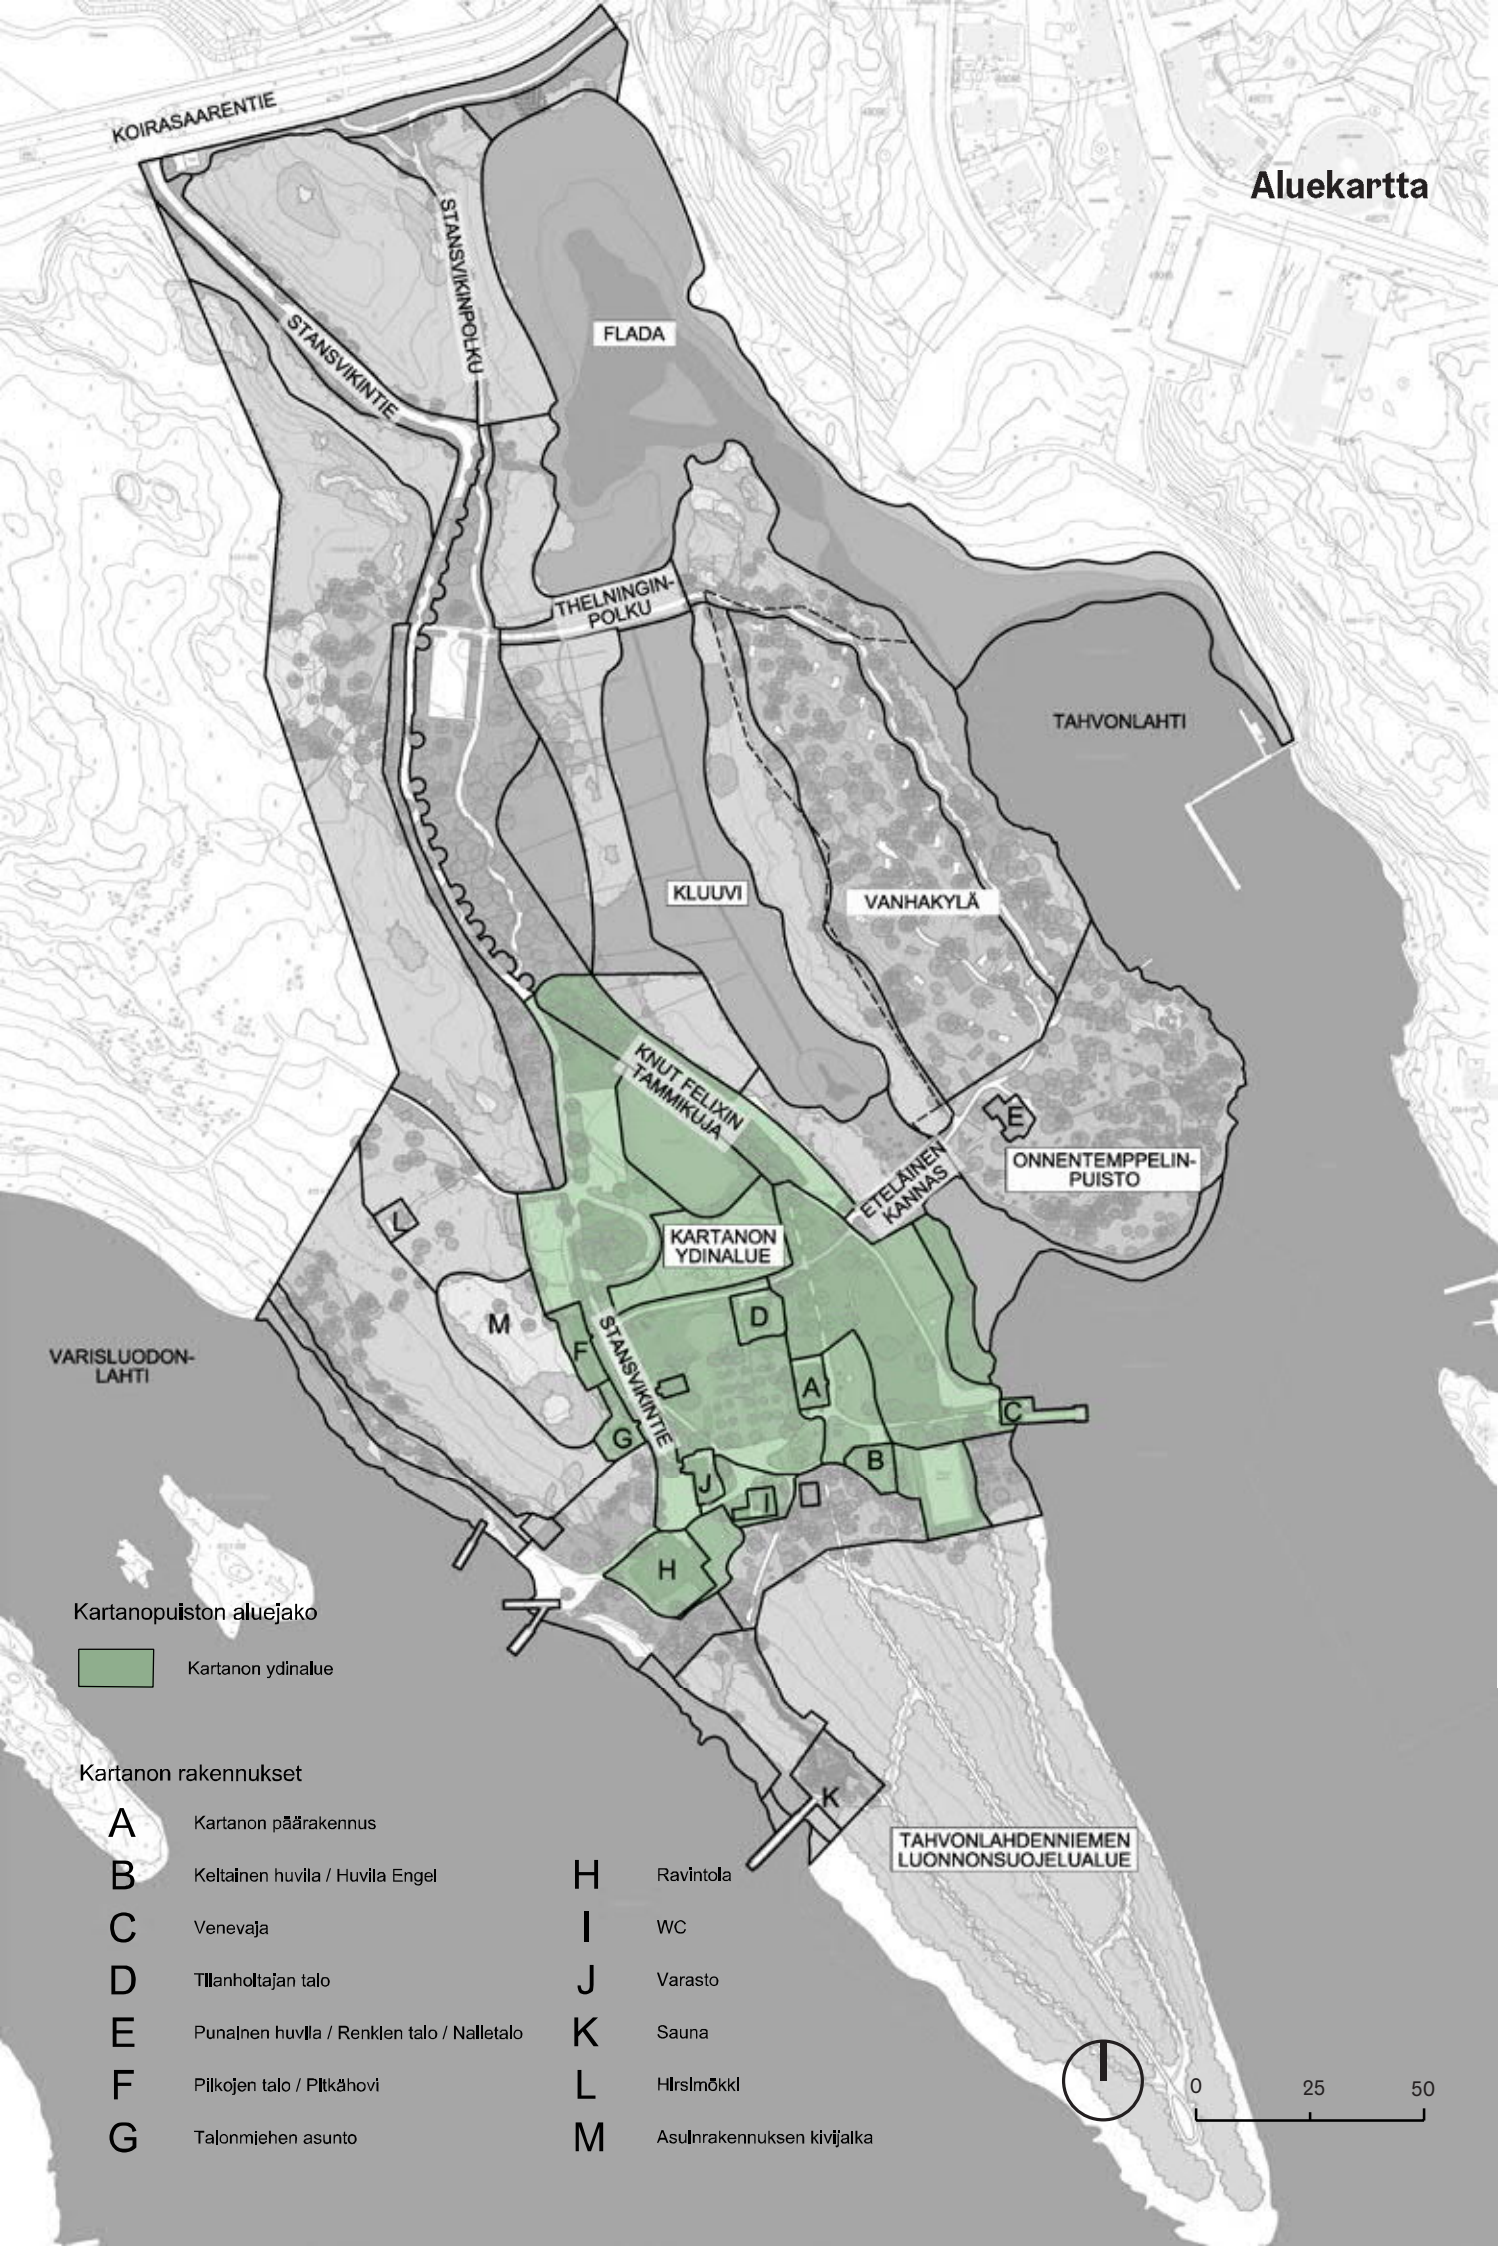 KOIRASAARENTIE
Aluekartta
STANSVIKINPOLKU
STANSVIKINTIE
FLADA
THELNINGIN-
POLKU
TAHVONLAHTI
KLUUVI
VANHAKYLÄ
KNUT FELIXIN
TAMMIKUJA
E
ONNENTEMPPELIN-
PUISTO
ETELÄINEN
KANNAS
L
KARTANON
YDINALUE
M
D
F
STANSVIKINTIE
VARISLUODON-
LAHTI
A
C
G
B
J
I
H
Kartanopuiston aluejako
Kartanon ydinalue
K
TAHVONLAHDENNIEMEN
LUONNONSUOJELUALUE
Kartanon rakennukset
A Kartanon päärakennus
B Keltainen huvila / Huvila Engel
C Venevaja
D Tilanhoitajan talo
E Punainen huvila / Renkien talo / Nalletalo
F Piikojen talo / Pitkähovi
G Talonmiehen asunto
H Ravintola
I WC
J Varasto
K Sauna
L Hirsimökki
M Asuinrakennuksen kivijalka
0 25 50